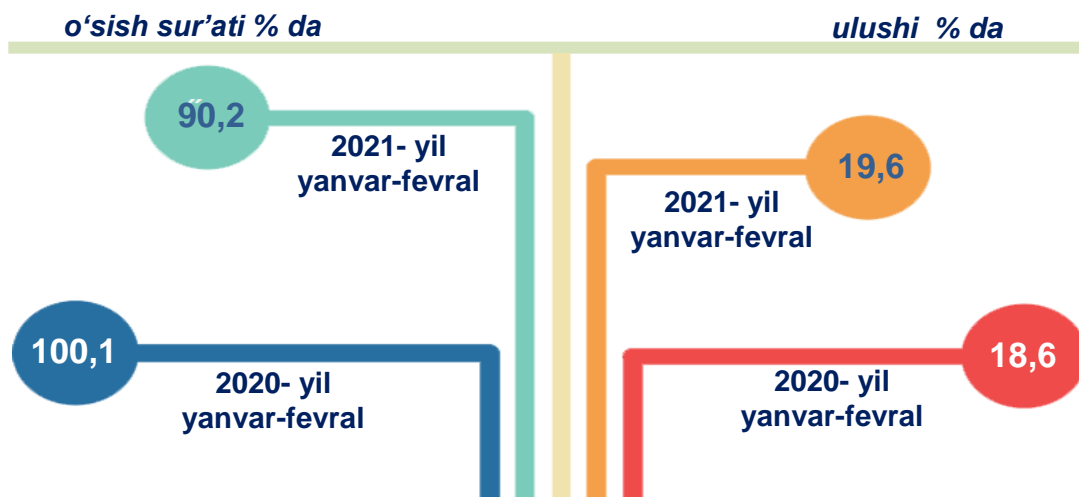 o‘sish sur’ati % da
ulushi % da
90,2
2021- yil
yanvar-fevral
19,6
2021- yil
yanvar-fevral
100,1
2020- yil
yanvar-fevral
18,6
2020- yil
yanvar-fevral